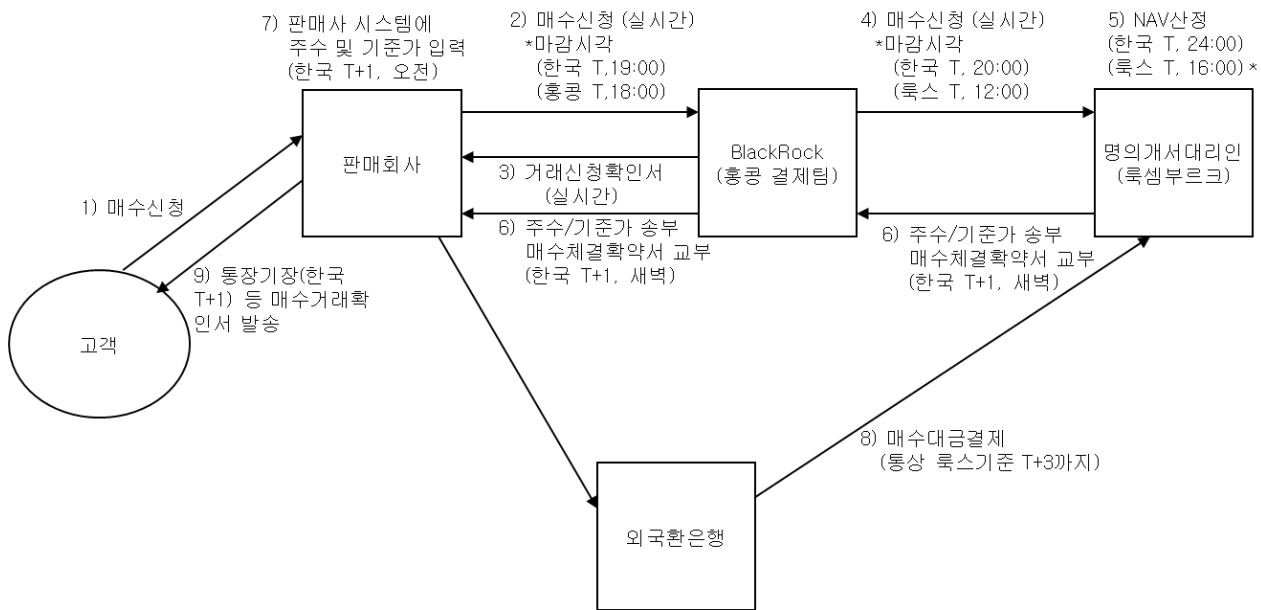 7) 판매사 시스템에
주수 및 기준가 입력
(한국 T+1, 오전)
2) 매수신청 (실시간)
*마감시각
(한국 T,19:00)
(홍콩 T,18:00)
4) 매수신청 (실시간)
*마감시각
(한국 T, 20:00)
(룩스 T, 12:00)
5) NAV산정
(한국 T, 24:00)
(룩스 T, 16:00) *
판매회사
BlackRock
(홍콩 결제팀)
명의개서대리인
(룩셈부르크)
3) 거래신청확인서
(실시간)
1) 매수신청
6) 주수/기준가 송부
매수체결확약서 교부
(한국 T+1, 새벽)
6) 주수/기준가 송부
매수체결확약서 교부
(한국 T+1, 새벽)
9) 통장기장(한국
T+1) 등 매수거래확
인서 발송
고객
8) 매수대금결제
(통상 룩스기준 T+3까지)
외국환은행